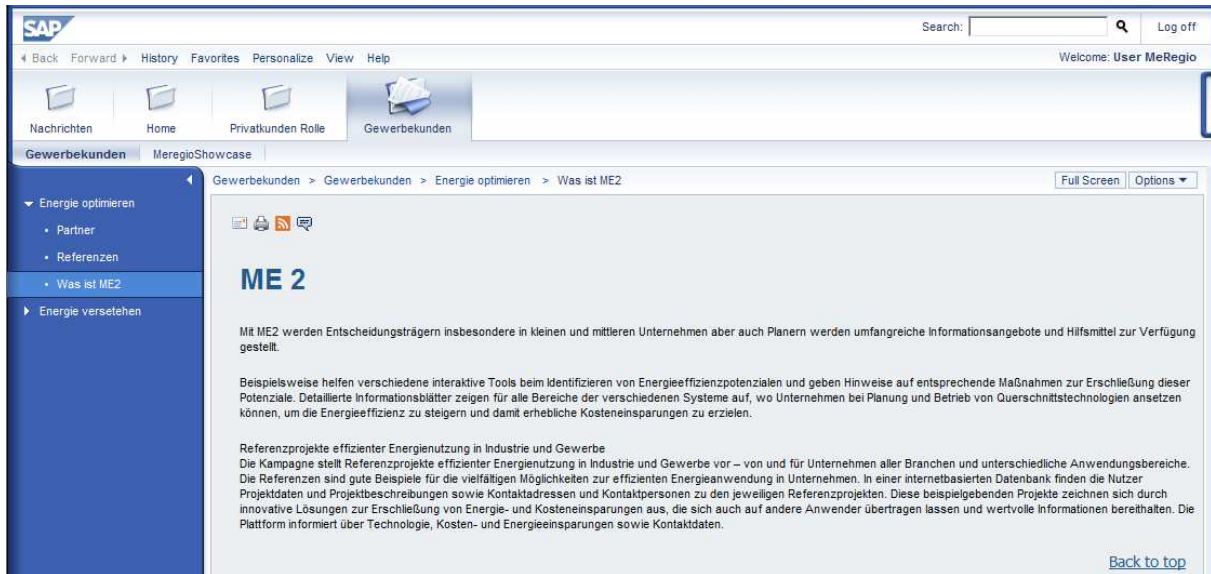 SAP
Search:
Log off
Back Forward History Favorites Personalize View Help
Welcome: User MeRegio
Nachrichten Home Privatkunden Rolle Gewerbekunden
Gewerbekunden MeregioShowcase
Gewerbekunden > Gewerbekunden > Energie optimieren > Was ist ME2
Full Screen Options
Energie optimieren
• Partner
• Referenzen
• Was ist ME2
Energie versetehen
ME 2
Mit ME2 werden Entscheidungsträgern insbesondere in kleinen und mittleren Unternehmen aber auch Planern werden umfangreiche Informationsangebote und Hilfsmittel zur Verfügung
gestellt.
Beispielsweise helfen verschiedene interaktive Tools beim Identifizieren von Energieeffizienzpotenzialen und geben Hinweise auf entsprechende Maßnahmen zur Erschließung dieser
Potenziale. Detaillierte Informationsblätter zeigen für alle Bereiche der verschiedenen Systeme auf, wo Unternehmen bei Planung und Betrieb von Querschnittstechnologien ansetzen
können, um die Energieeffizienz zu steigern und damit erhebliche Kosteneinsparungen zu erzielen.
Referenzprojekte effizienter Energienutzung in Industrie und Gewerbe
Die Kampagne stellt Referenzprojekte effizienter Energienutzung in Industrie und Gewerbe vor – von und für Unternehmen aller Branchen und unterschiedliche Anwendungsbereiche.
Die Referenzen sind gute Beispiele für die vielfältigen Möglichkeiten zur effizienten Energieanwendung in Unternehmen. In einer internetbasierten Datenbank finden die Nutzer
Projektdaten und Projektbeschreibungen sowie Kontaktadressen und Kontaktpersonen zu den jeweiligen Referenzprojekten. Diese beispielgebenden Projekte zeichnen sich durch
innovative Lösungen zur Erschließung von Energie- und Kosteneinsparungen aus, die sich auch auf andere Anwender übertragen lassen und wertvolle Informationen bereithalten. Die
Plattform informiert über Technologie, Kosten- und Energieeinsparungen sowie Kontaktdaten.
Back to top